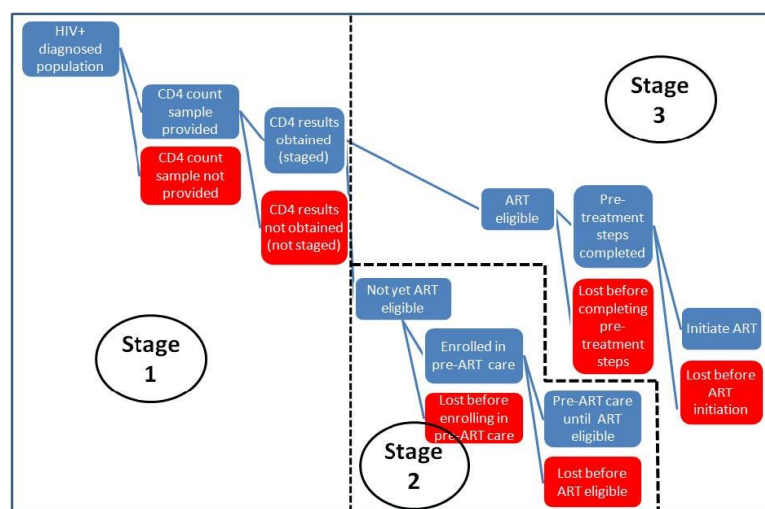 HIV+
diagnosed
population
CD4 count
sample
provided
CD4 count
sample not
provided
CD4 results
obtained
(staged)
CD4 results
not obtained
(not staged)
Stage
1
Stage
3
ART
eligible
Pre-
treatment
steps
completed
Lost before
completing
pre-
treatment
steps
Initiate ART
Lost before
ART
initiation
Not yet ART
eligible
Enrolled in
pre-ART care
Lost before
enrolling in
pre-ART care
Pre-ART care
until ART
eligible
Lost before
ART eligible
Stage
2